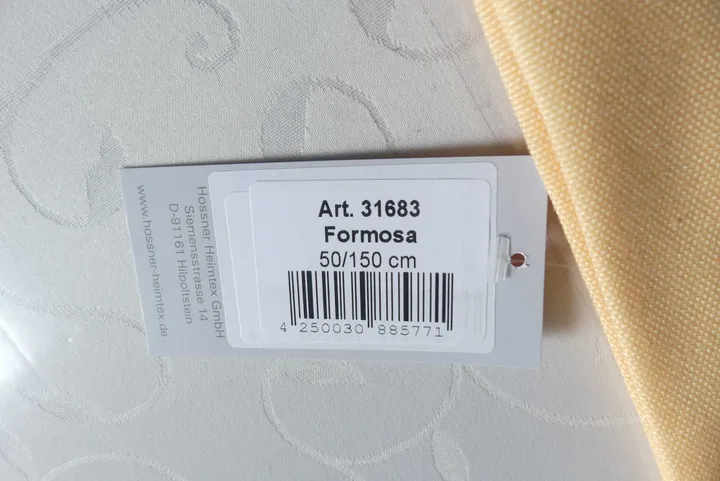 Art. 31683
Formosa
50/150 cm
4 250030 885771
Hossner Heimtex GmbH
Siemensstrasse 14
D-91161 Hilpoltstein
www.hossner-heimtex.de